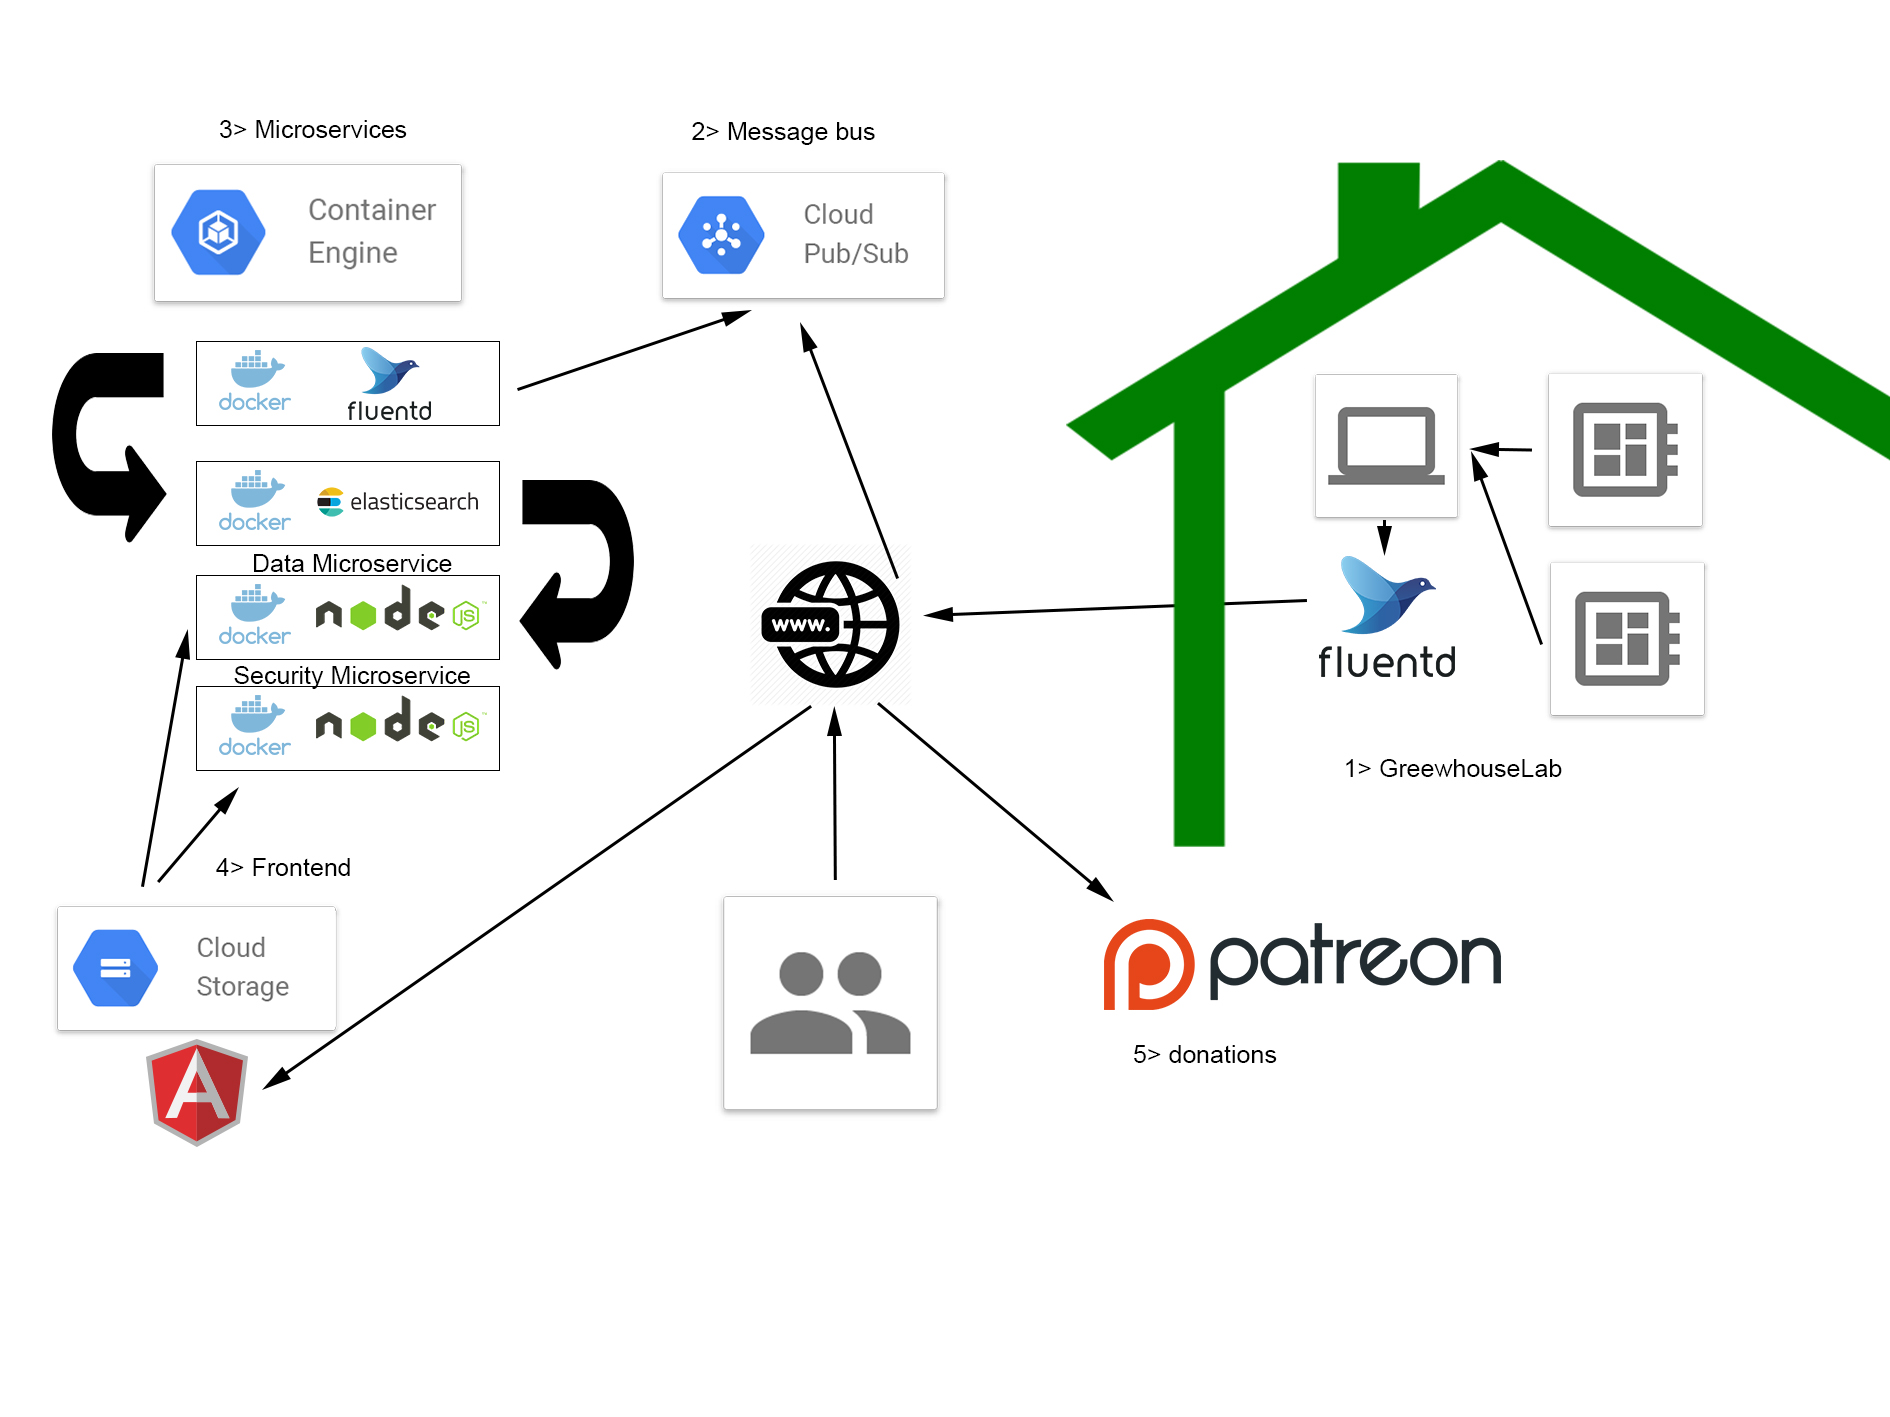 3> Microservices
Container
Engine
docker
fluentd
docker
elasticsearch
Data Microservice
docker
node
JS
Security Microservice
docker
node
JS
4> Frontend
Cloud
Storage
A
2> Message bus
Cloud
Pub/Sub
www.
fluentd
1> GreewhouseLab
patreon
5> donations